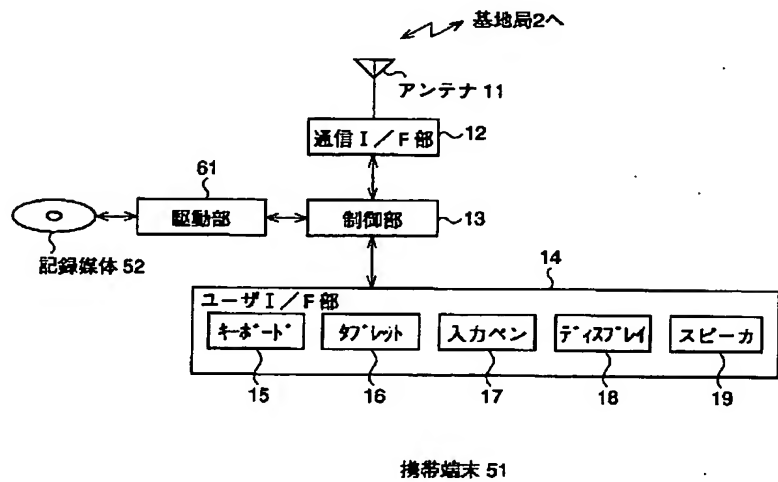 基地局2へ
アンテナ 11
通信Ⅰ/F部
12
61
駆動部
制御部
13
記録媒体 52
14
ユーザⅠ/F部
キーボード
タブレット
入力ペン
ディスプレイ
スピーカ
15
16
17
18
19
携帯端末 51